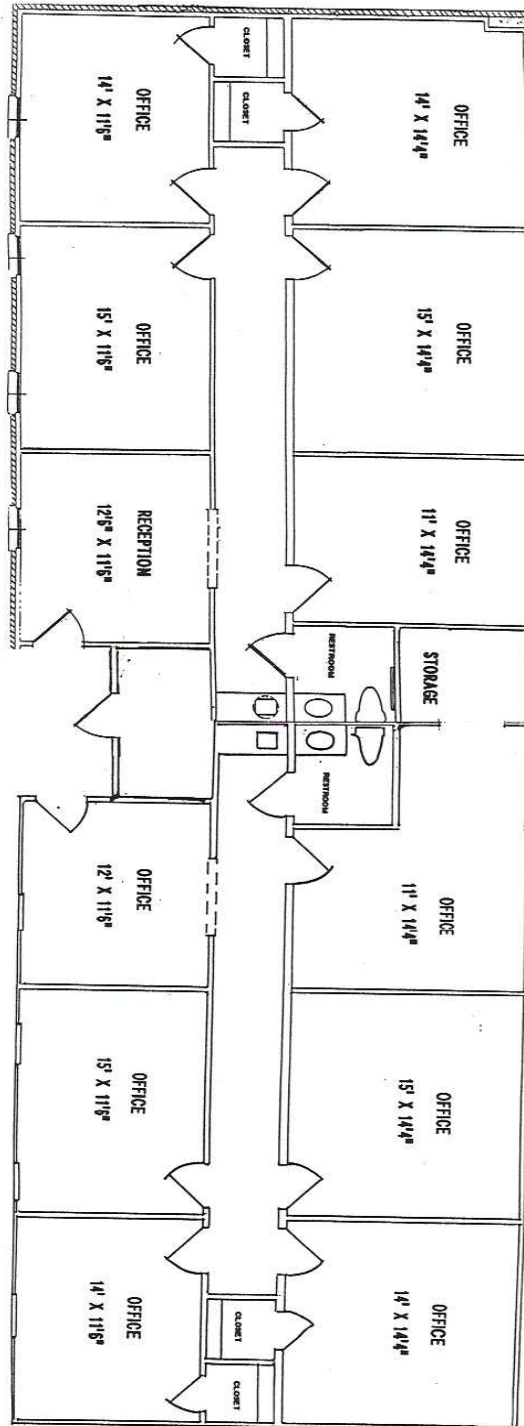 OFFICE
14' X 14'4"
OFFICE
15' X 14'4"
OFFICE
11' X 14'4"
STORAGE
OFFICE
11' X 14'4"
OFFICE
15' X 14'4"
OFFICE
14' X 14'4"
RESTROOM
RESTROOM
CLOSET
CLOSET
CLOSET
CLOSET
OFFICE
14' X 11'6"
OFFICE
15' X 11'6"
RECEPTION
12'6" X 11'6"
OFFICE
12' X 11'6"
OFFICE
15' X 11'6"
OFFICE
14' X 11'6"